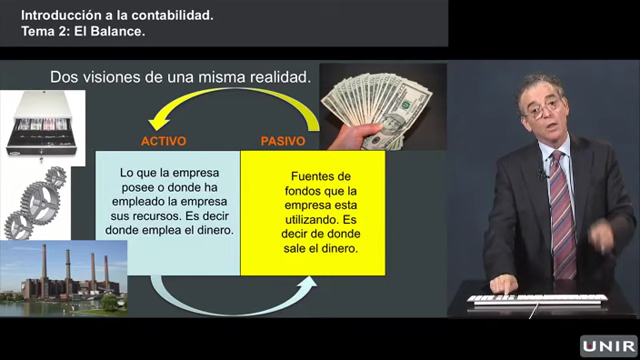 Introducción a la contabilidad.
Tema 2: El Balance.
Dos visiones de una misma realidad.
ACTIVO
PASIVO
Lo que la empresa
posee o donde ha
empleado la empresa
sus recursos. Es decir
donde emplea el dinero.
Fuentes de
fondos que la
empresa esta
utilizando. Es
decir de donde
sale el dinero.
UNIR